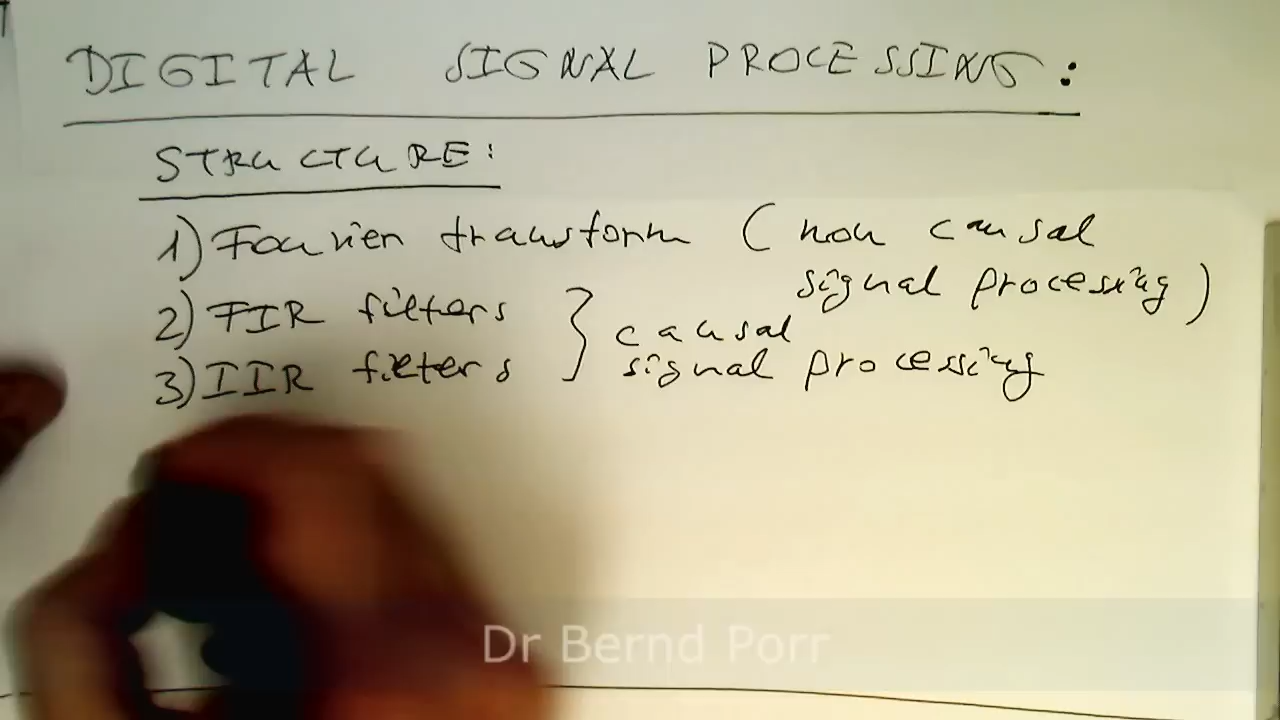 DIGITAL SIGNAL PROCESSING:
STRUCTURE:
1) Fourier transform (non causal
signal processing)
2) FIR filters } causal
3) IIR filters signal processing
Dr Bernd Porr